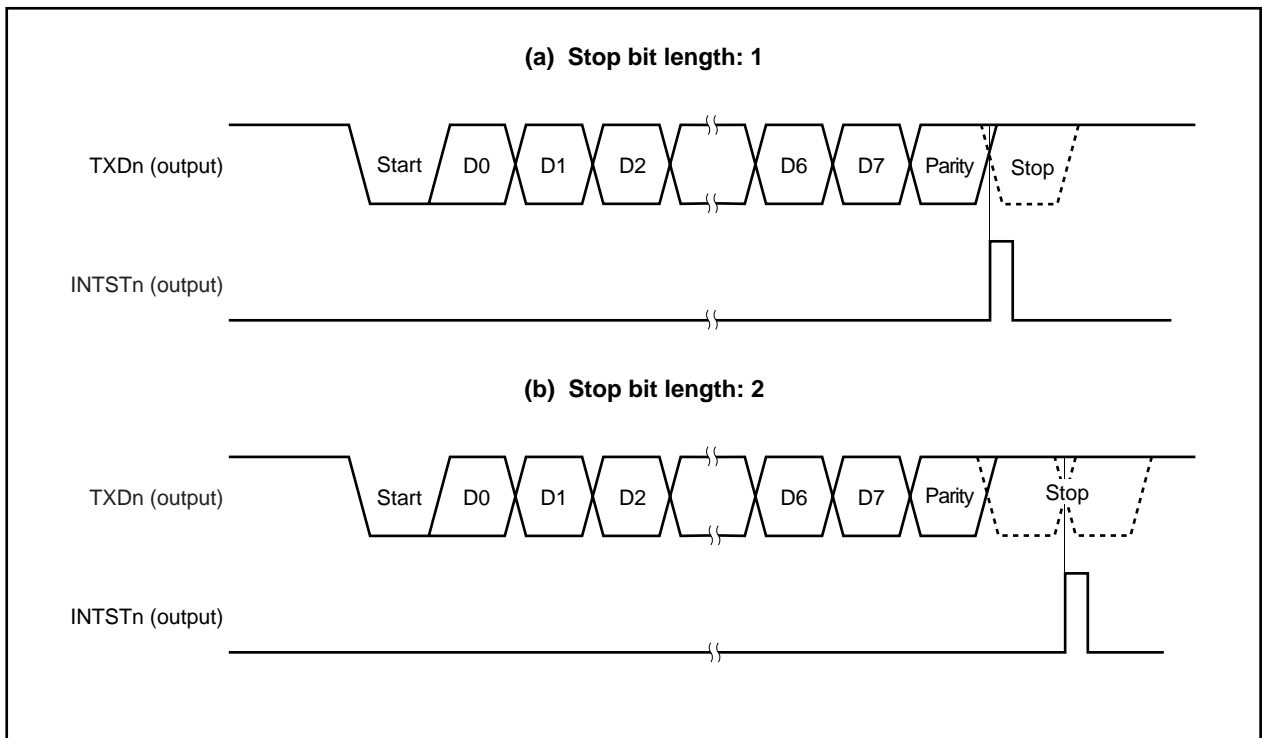 (a) Stop bit length: 1
TXDn (output) Start D0 D1 D2 D6 D7 Parity Stop
INTSTn (output)
(b) Stop bit length: 2
TXDn (output) Start D0 D1 D2 D6 D7 Parity Stop
INTSTn (output)